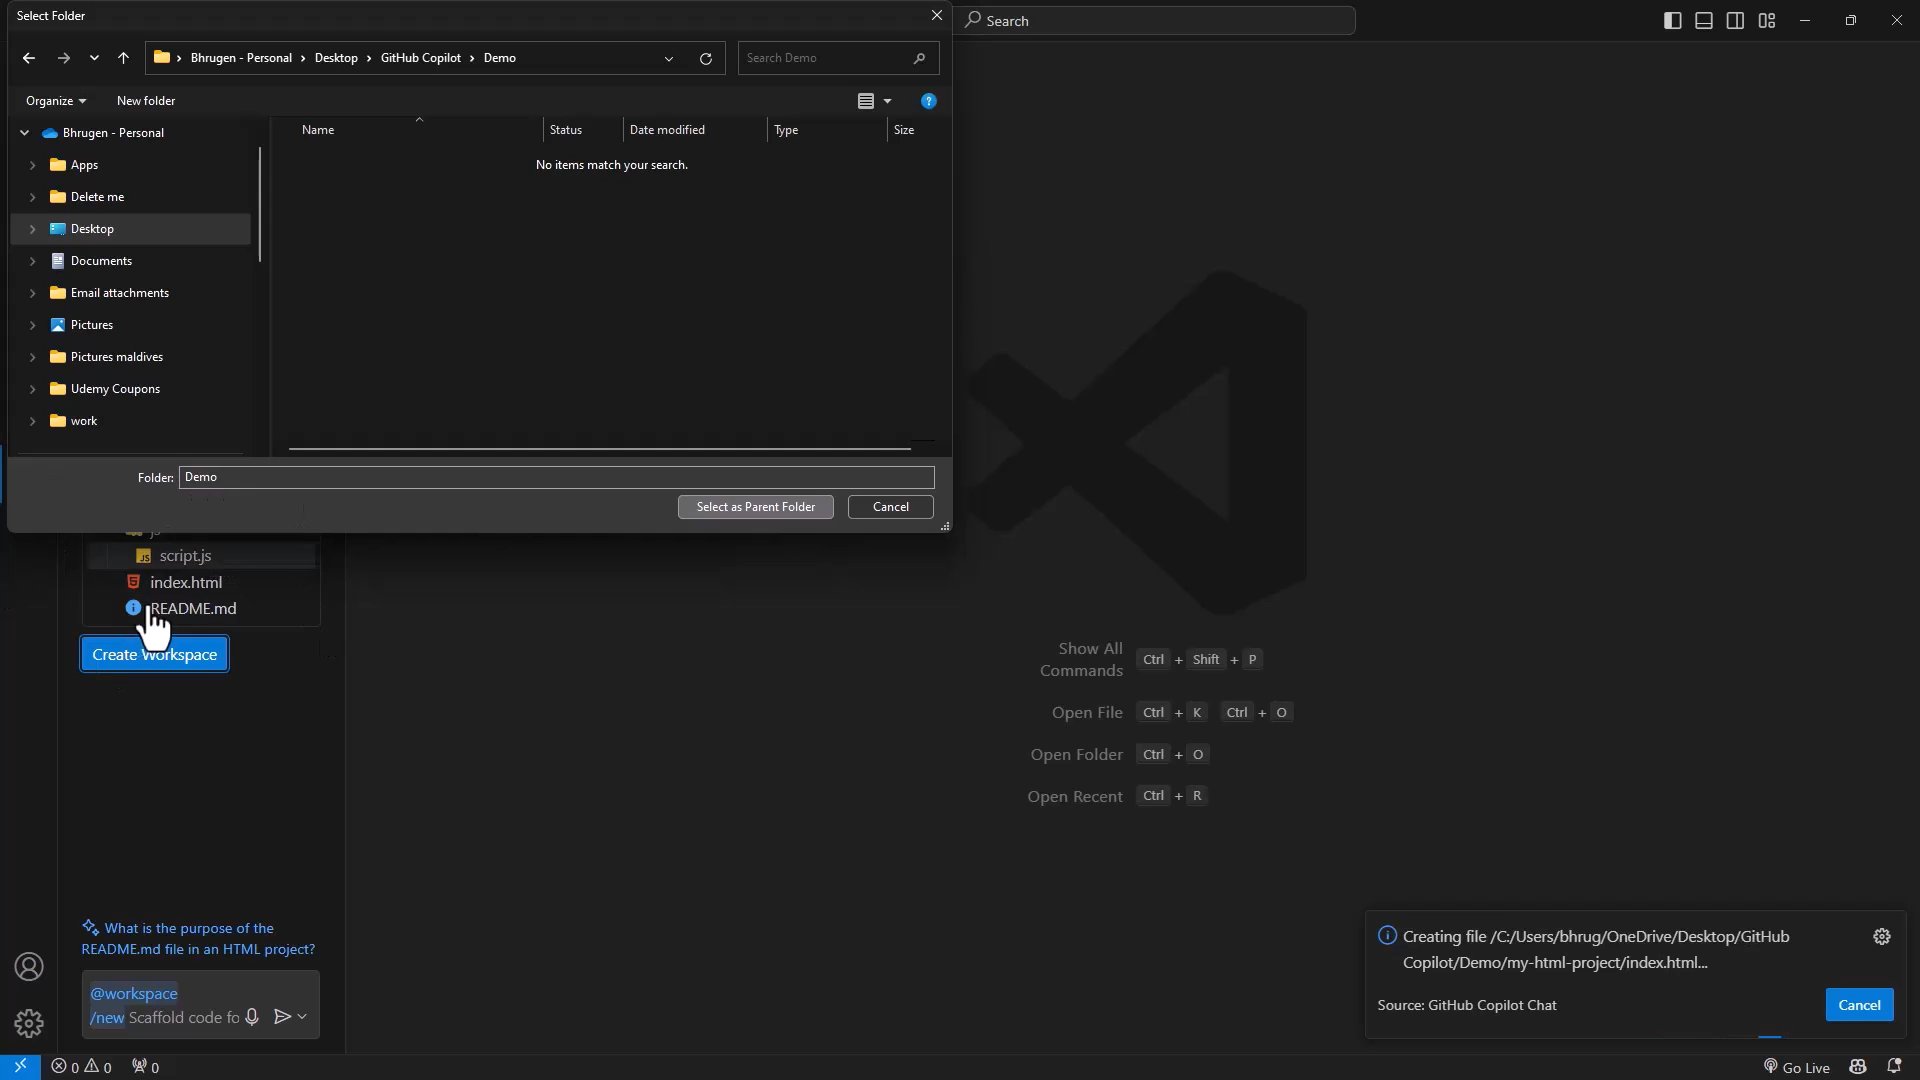 Select Folder
Search
Bhrugen - Personal > Desktop > GitHub Copilot > Demo
Search Demo
Organize
New folder
Bhrugen - Personal
Apps
Delete me
Desktop
Documents
Email attachments
Pictures
Pictures maldives
Udemy Coupons
work
Name
Status
Date modified
Type
Size
No items match your search.
Folder: Demo
Select as Parent Folder
Cancel
js
script.js
index.html
README.md
Create Workspace
Show All
Commands
Ctrl + Shift + P
Open File Ctrl + K Ctrl + O
Open Folder Ctrl + O
Open Recent Ctrl + R
What is the purpose of the
README.md file in an HTML project?
@workspace
/new Scaffold code fo
Creating file /C:/Users/bhrug/OneDrive/Desktop/GitHub
Copilot/Demo/my-html-project/index.html...
Source: GitHub Copilot Chat
Cancel
0 0 0
Go Live